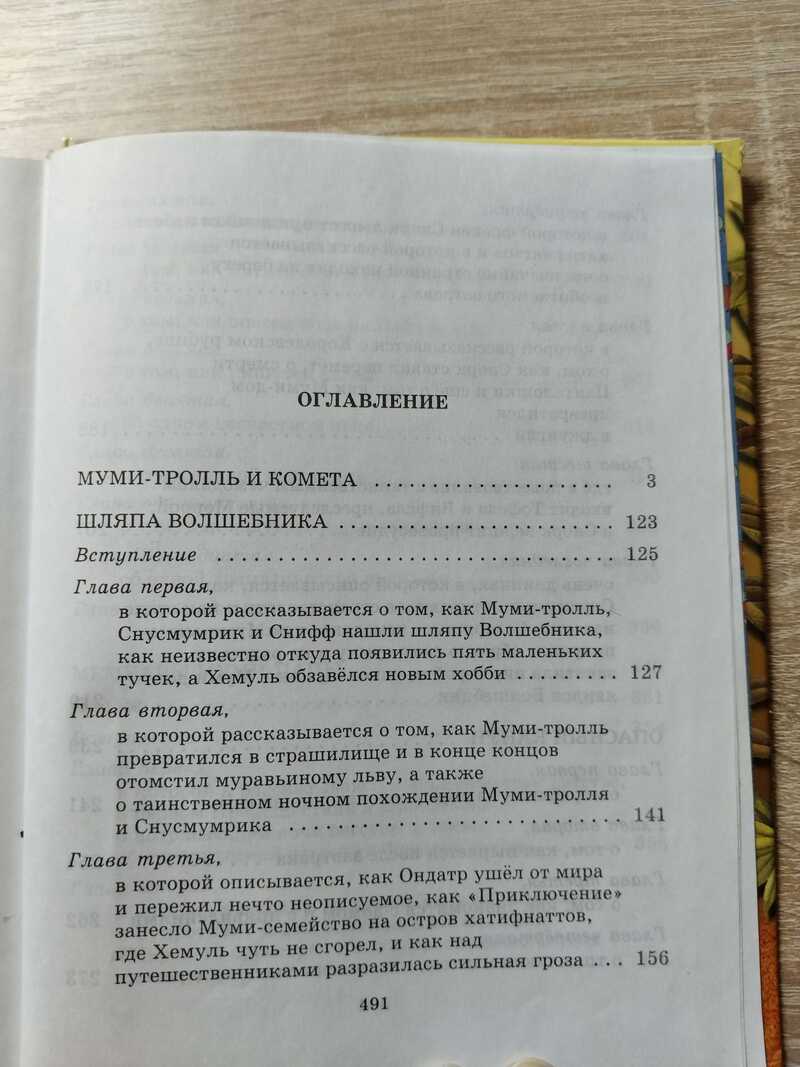 ОГЛАВЛЕНИЕ
МУМИ-ТРОЛЛЬ И КОМЕТА . . . . . . . . . . . . . . . . . . . . 3
ШЛЯПА ВОЛШЕБНИКА . . . . . . . . . . . . . . . . . . . . . . . . 123
Вступление . . . . . . . . . . . . . . . . . . . . . . . . . . . . . . . . . . 125
Глава первая,
в которой рассказывается о том, как Муми-тролль,
Снусмумрик и Снифф нашли шляпу Волшебника,
как неизвестно откуда появились пять маленьких
тучек, а Хемуль обзавёлся новым хобби . . . . . . . . . 127
Глава вторая,
в которой рассказывается о том, как Муми-тролль
превратился в страшилище и в конце концов
отомстил муравьиному льву, а также
о таинственном ночном похождении Муми-тролля
и Снусмумрика . . . . . . . . . . . . . . . . . . . . . . . . . . . . 141
Глава третья,
в которой описывается, как Ондатр ушёл от мира
и пережил нечто неописуемое, как «Приключение»
занесло Муми-семейство на остров хатифнаттов,
где Хемуль чуть не сгорел, и как над
путешественниками разразилась сильная гроза . . . 156
491